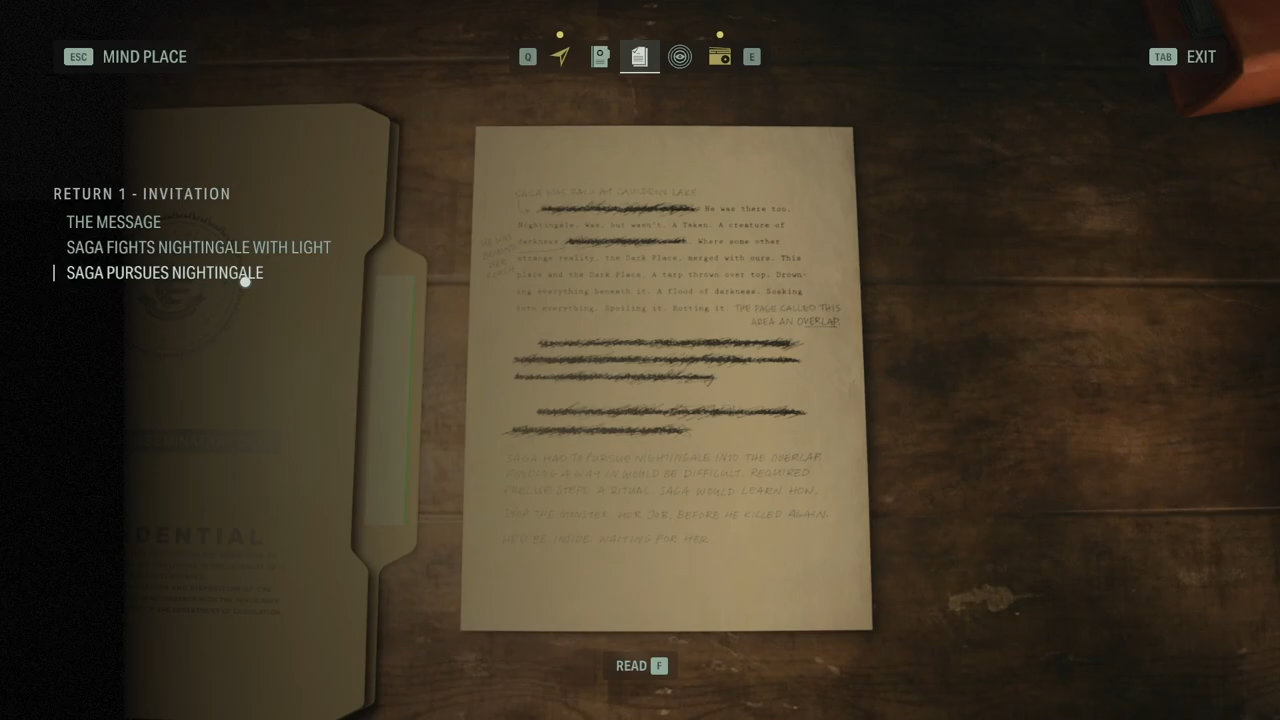 ESC MIND PLACE
Q
E
TAB EXIT
RETURN 1 - INVITATION
THE MESSAGE
SAGA FIGHTS NIGHTINGALE WITH LIGHT
SAGA PURSUES NIGHTINGALE
DENTIAL
SAGA WAS BACK AT CAULDRON LAKE
He was there too.
Nightingale. Was, but wasn't. A Taken. A creature of
darkness. Where some other
strange reality, the Dark Place, merged with ours. This
place and the Dark Place. A tarp thrown over top. Drown-
ing everything beneath it. A flood of darkness. Soaking
into everything. Spoiling it. Rotting it. THE PAGE CALLED THIS
AREA AN OVERLAP.
SAGA HAD TO PURSUE NIGHTINGALE INTO THE OVERLAP.
FINDING A WAY IN WOULD BE DIFFICULT. REQUIRED
PRECISE STEPS. A RITUAL. SAGA WOULD LEARN HOW.
STOP THE MONSTER. HER JOB. BEFORE HE KILLED AGAIN.
HE'D BE INSIDE. WAITING FOR HER.
READ F